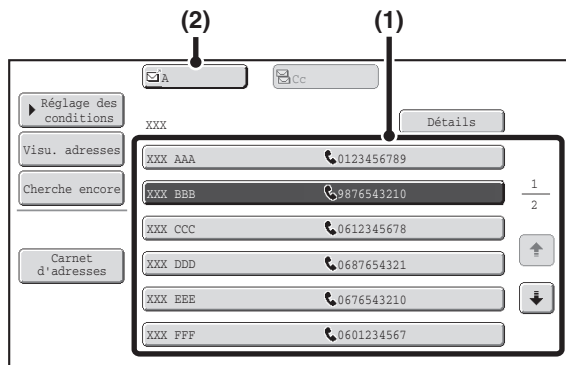 (2) (1)
A Cc
Réglage des
conditions
XXX Détails
Visu. adresses
XXX AAA 0123456789
Cherche encore
XXX BBB 9876543210
1
2
XXX CCC 0612345678
Carnet
d'adresses
XXX DDD 0687654321
XXX EEE 0676543210
XXX FFF 0601234567